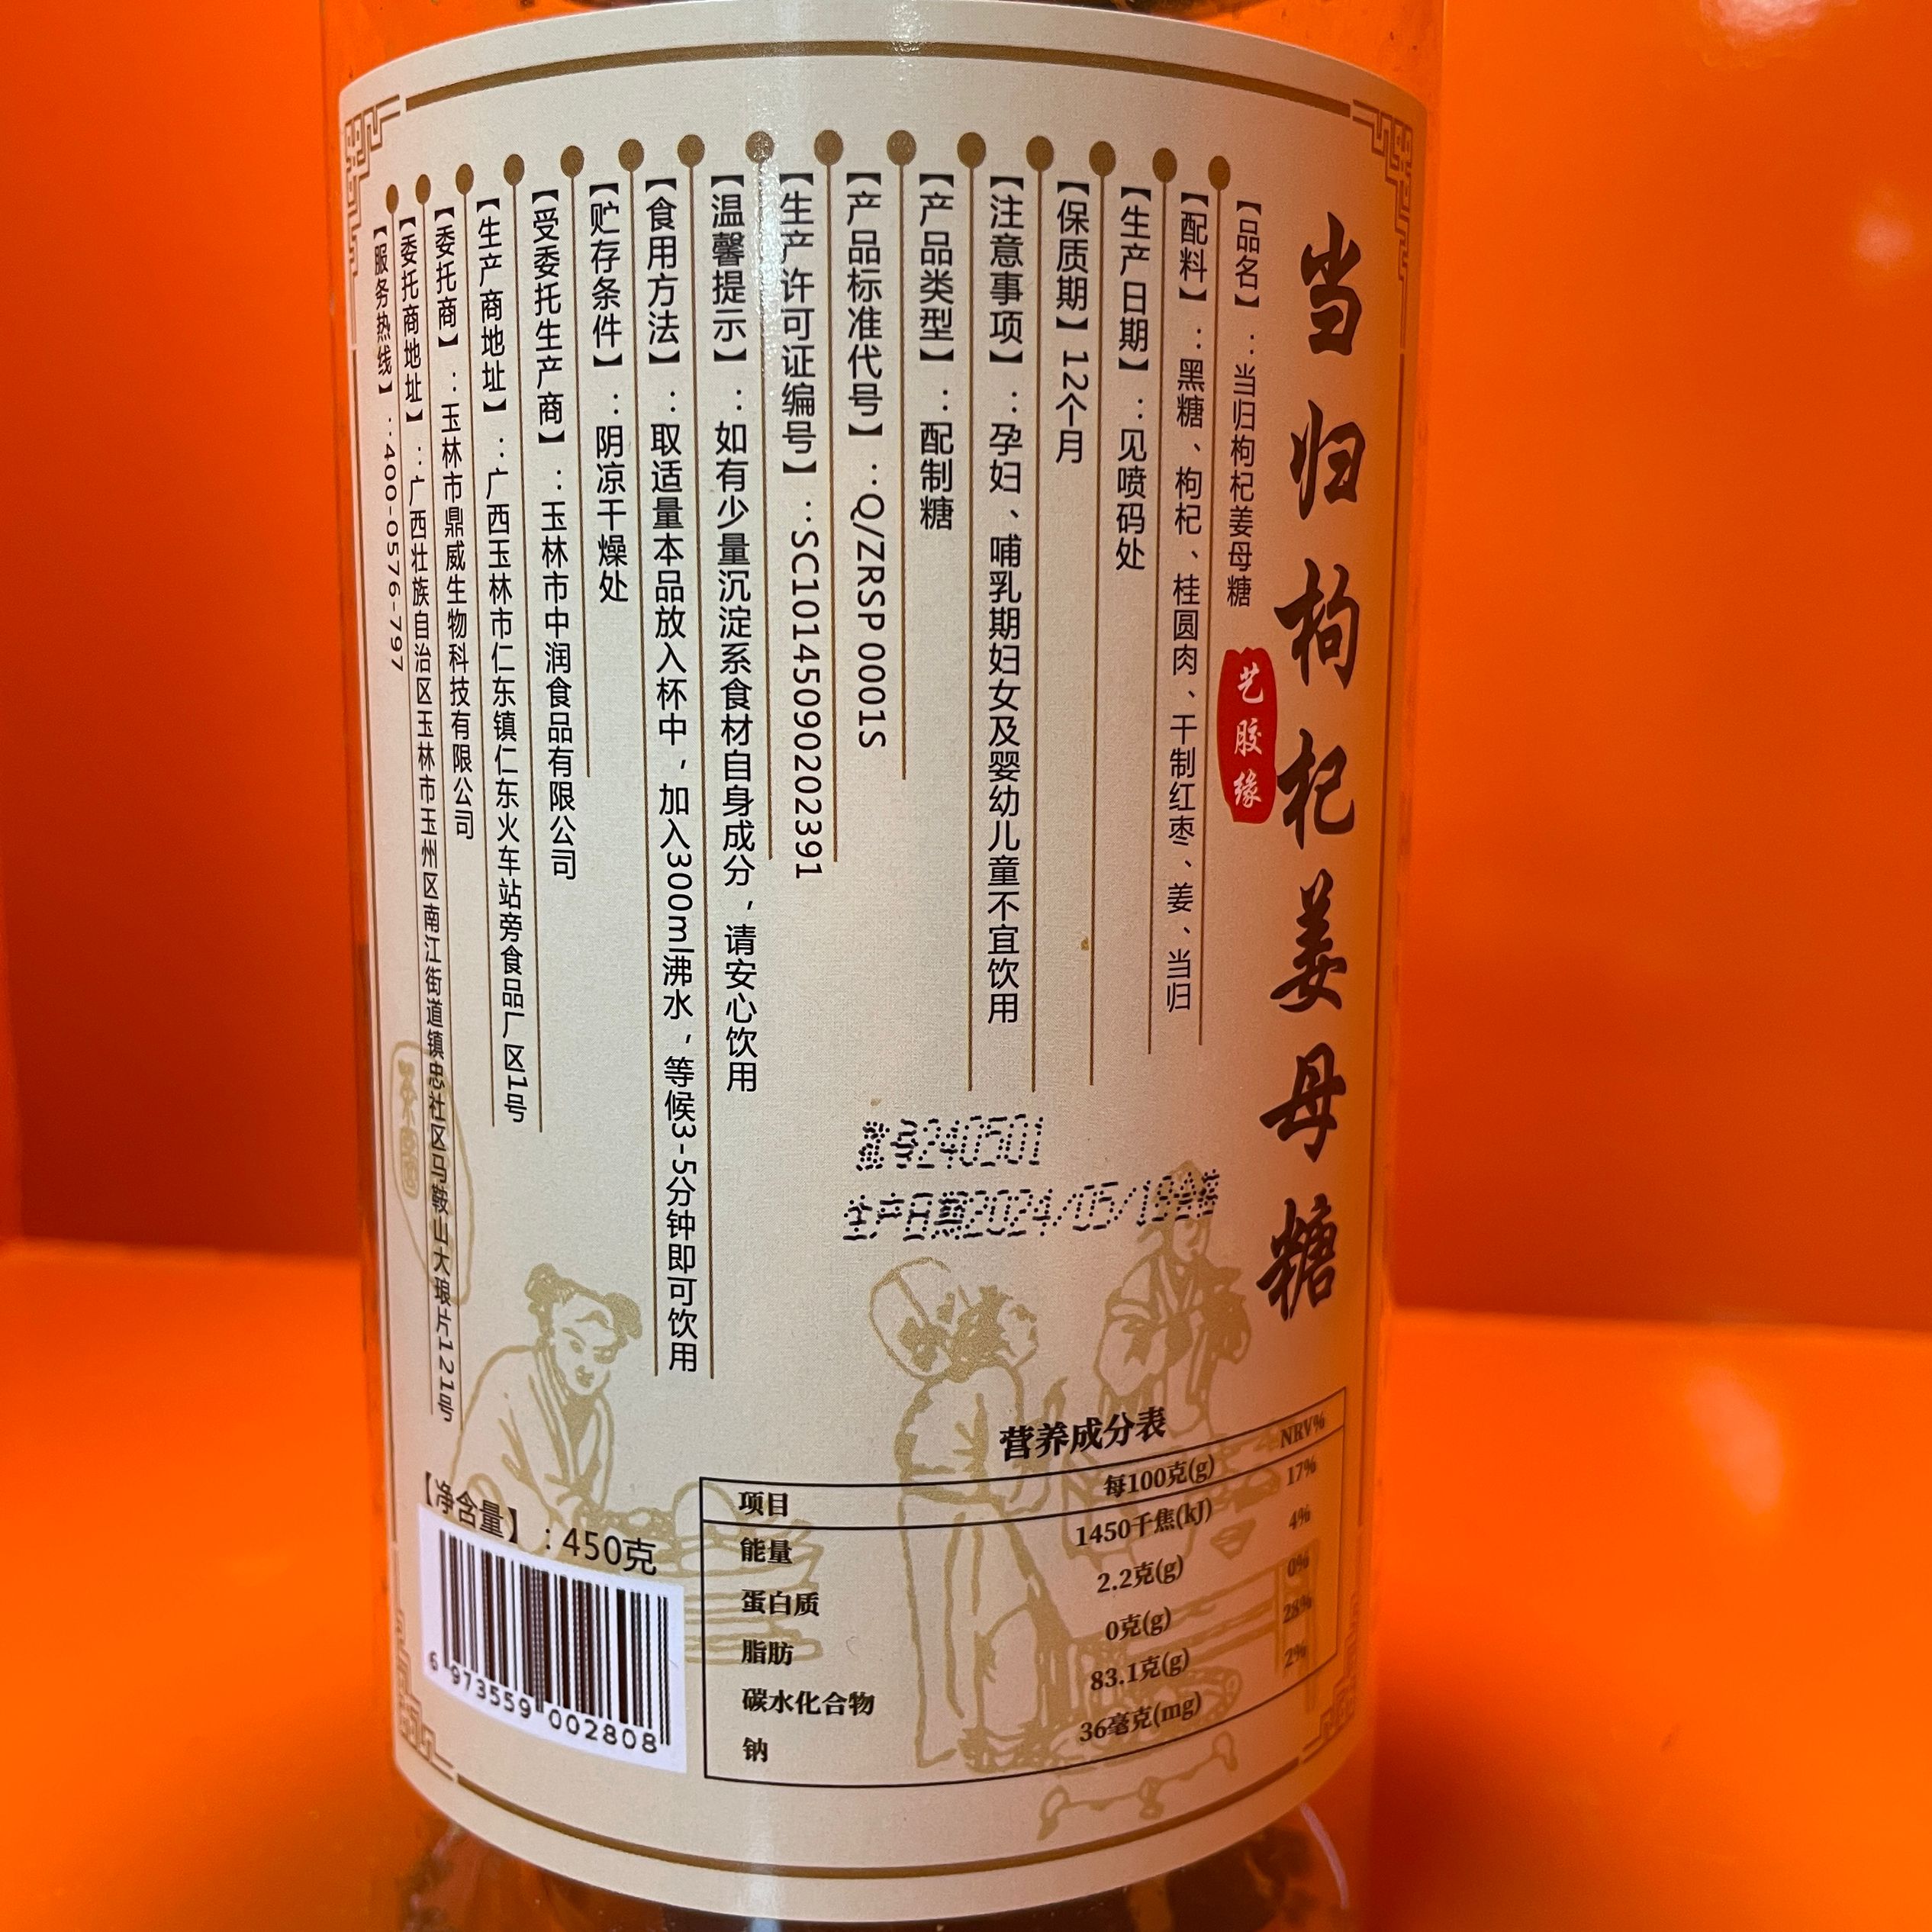 当归枸杞姜母糖
艺胶缘
【品名】：当归枸杞姜母糖
【配料】：黑糖、枸杞、桂圆肉、干制红枣、姜、当归
【生产日期】：见喷码处
【保质期】12个月
【注意事项】：孕妇、哺乳期妇女及婴幼儿童不宜饮用
【产品类型】：配制糖
【产品标准代号】：Q/ZRSP 0001S
【生产许可证编号】：SC10145090202391
【温馨提示】：如有少量沉淀系食材自身成分，请安心饮用
【食用方法】：取适量本品放入杯中，加入300ml沸水，等候3-5分钟即可饮用
【贮存条件】：阴凉干燥处
【受委托生产商】：玉林市中润食品有限公司
【生产商地址】：广西玉林市仁东镇仁东火车站旁食品厂区1号
【委托商】：玉林市鼎威生物科技有限公司
【委托商地址】：广西壮族自治区玉林市玉州区南江街道镇忠社区马鞍山大琅片121号
【服务热线】：400-0576-797
240501
生产日期2024/05/18合格
营养成分表
项目 每100克(g) NRV%
能量 1450千焦(kJ) 17%
蛋白质 2.2克(g) 4%
脂肪 0克(g) 0%
碳水化合物 83.1克(g) 28%
钠 36毫克(mg) 2%
【净含量】：450克
6 973559 002808